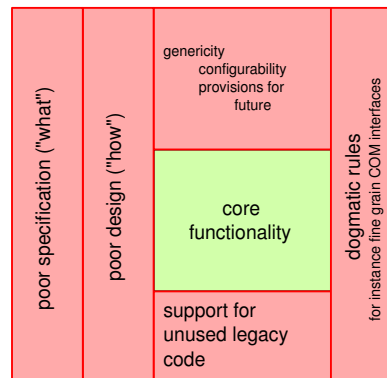 poor specification ("what")
poor design ("how")
genericity
configurability
provisions for
future
core
functionality
support for
unused legacy
code
dogmatic rules
for instance fine grain COM interfaces